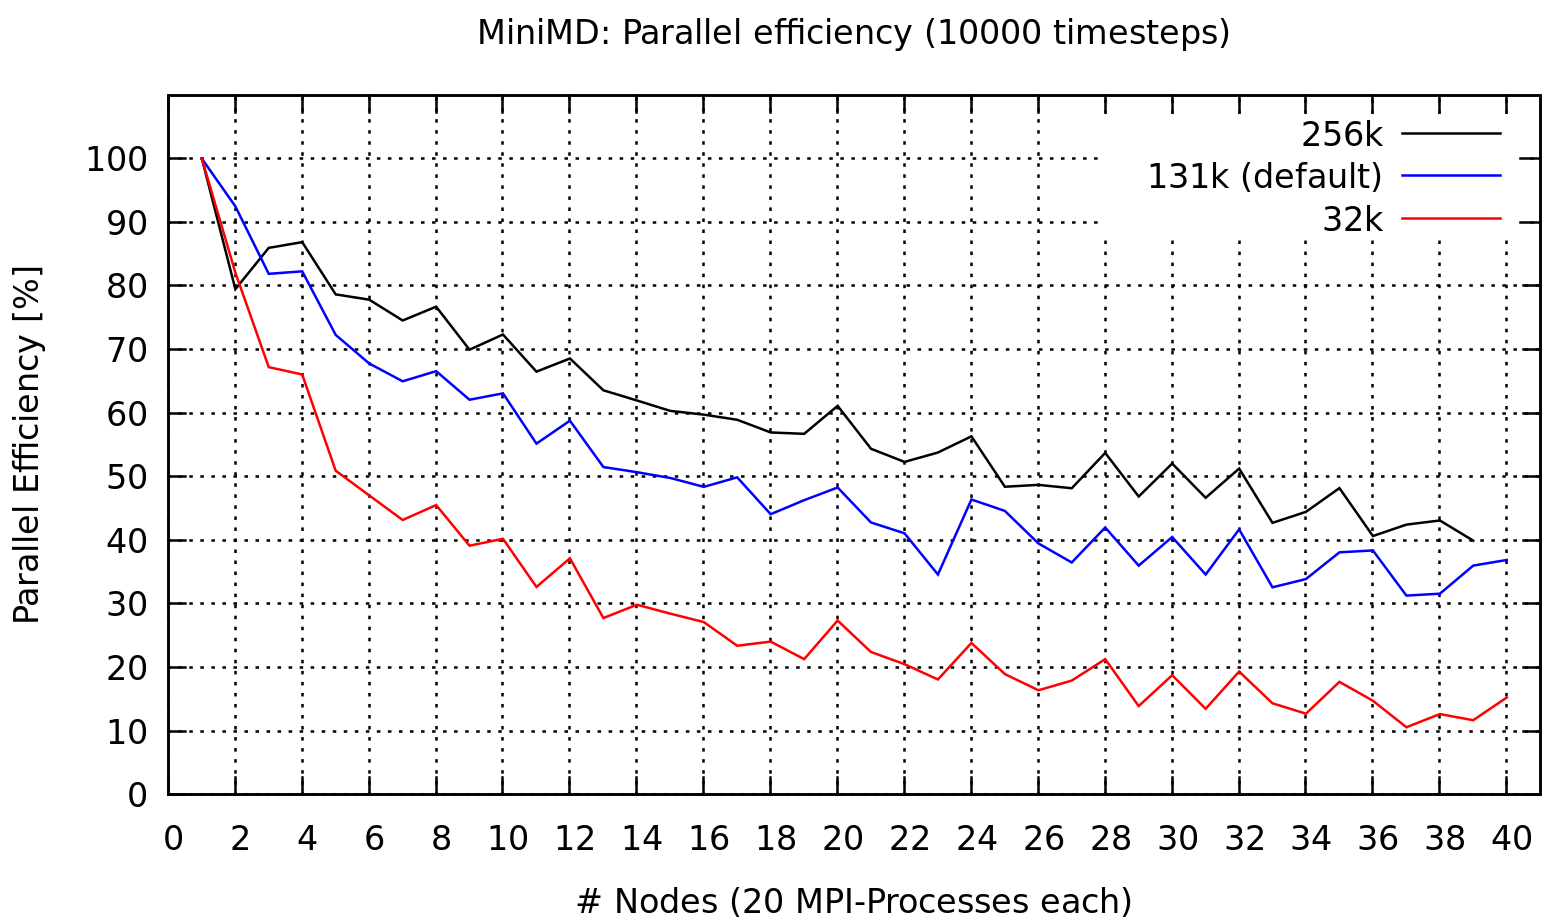 MiniMD: Parallel efficiency (10000 timesteps)
256k
131k (default)
32k
100
90
80
70
60
50
40
30
20
10
0
Parallel Efficiency [%]
0 2 4 6 8 10 12 14 16 18 20 22 24 26 28 30 32 34 36 38 40
# Nodes (20 MPI-Processes each)